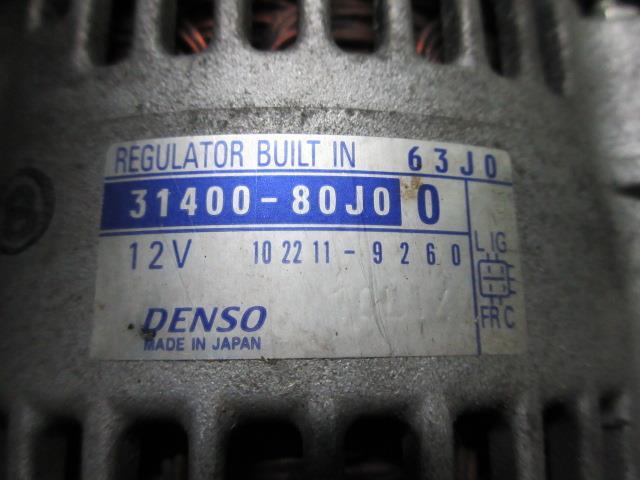 REGULATOR BUILT IN 63J0
31400-80J0 0
12V 102211-9260
L IG
DENSO
FR C
MADE IN JAPAN